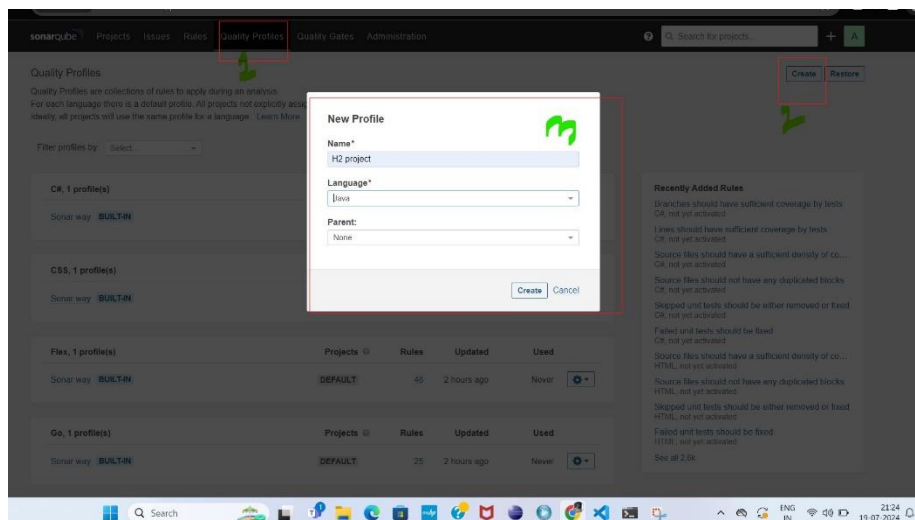 sonarqube Projects Issues Rules Quality Profiles Quality Gates Administration
Search for projects...
A
1
Quality Profiles
Create Restore
Quality Profiles are collections of rules to apply during an analysis.
For each language there is a default profile. All projects not explicitly assig
ideally, all projects will use the same profile for a language. Learn More
2
Filter profiles by: Select...
New Profile
3
Name*
H2 project
Language*
Java
Parent:
None
Create Cancel
C#, 1 profile(s)
Sonar way BUILT-IN
CSS, 1 profile(s)
Sonar way BUILT-IN
Flex, 1 profile(s) Projects Rules Updated Used
Sonar way BUILT-IN DEFAULT 48 2 hours ago Never
Go, 1 profile(s) Projects Rules Updated Used
Sonar way BUILT-IN DEFAULT 25 2 hours ago Never
Recently Added Rules
Branches should have sufficient coverage by tests
C#, not yet activated
Lines should have sufficient coverage by tests
C#, not yet activated
Source files should have a sufficient density of co...
C#, not yet activated
Source files should not have any duplicated blocks
C#, not yet activated
Skipped unit tests should be either removed or fixed
C#, not yet activated
Failed unit tests should be fixed
C#, not yet activated
Source files should have a sufficient density of co...
HTML, not yet activated
Source files should not have any duplicated blocks
HTML, not yet activated
Skipped unit tests should be either removed or fixed
HTML, not yet activated
Failed unit tests should be fixed
HTML, not yet activated
See all 2.6k
Search
ENG
IN
21:24
19-07-2024